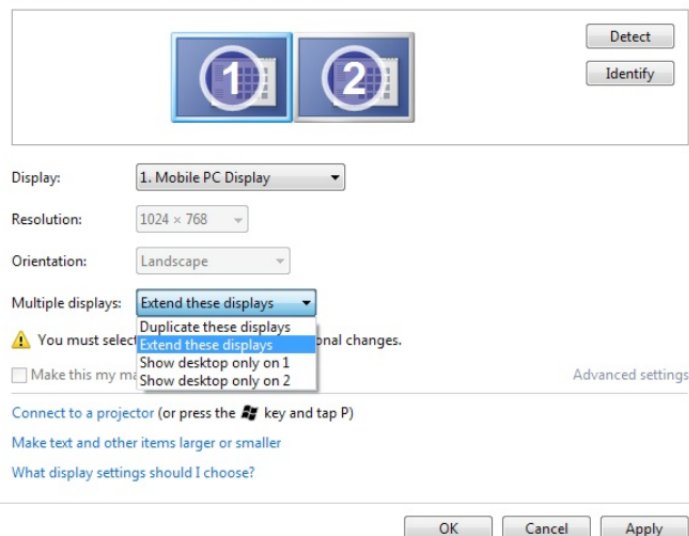 1 2
Detect
Identify
Display: 1. Mobile PC Display
Resolution: 1024 × 768
Orientation: Landscape
Multiple displays: Extend these displays
Duplicate these displays
Extend these displays
Show desktop only on 1
Show desktop only on 2
You must select onal changes.
Make this my ma
Advanced settings
Connect to a projector (or press the key and tap P)
Make text and other items larger or smaller
What display settings should I choose?
OK Cancel Apply